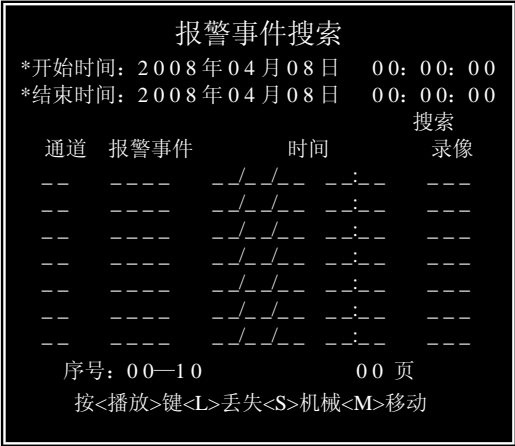 报警事件搜索
*开始时间：2008年04月08日 00：00：00
*结束时间：2008年04月08日 00：00：00
搜索
通道 报警事件 时间 录像
_ _ _ _ _ _ _ _/_ _/_ _ _ _:_ _ _ _ _
_ _ _ _ _ _ _ _/_ _/_ _ _ _:_ _ _ _ _
_ _ _ _ _ _ _ _/_ _/_ _ _ _:_ _ _ _ _
_ _ _ _ _ _ _ _/_ _/_ _ _ _:_ _ _ _ _
_ _ _ _ _ _ _ _/_ _/_ _ _ _:_ _ _ _ _
_ _ _ _ _ _ _ _/_ _/_ _ _ _:_ _ _ _ _
_ _ _ _ _ _ _ _/_ _/_ _ _ _:_ _ _ _ _
序号：00—10 00 页
按<播放>键<L>丢失<S>机械<M>移动